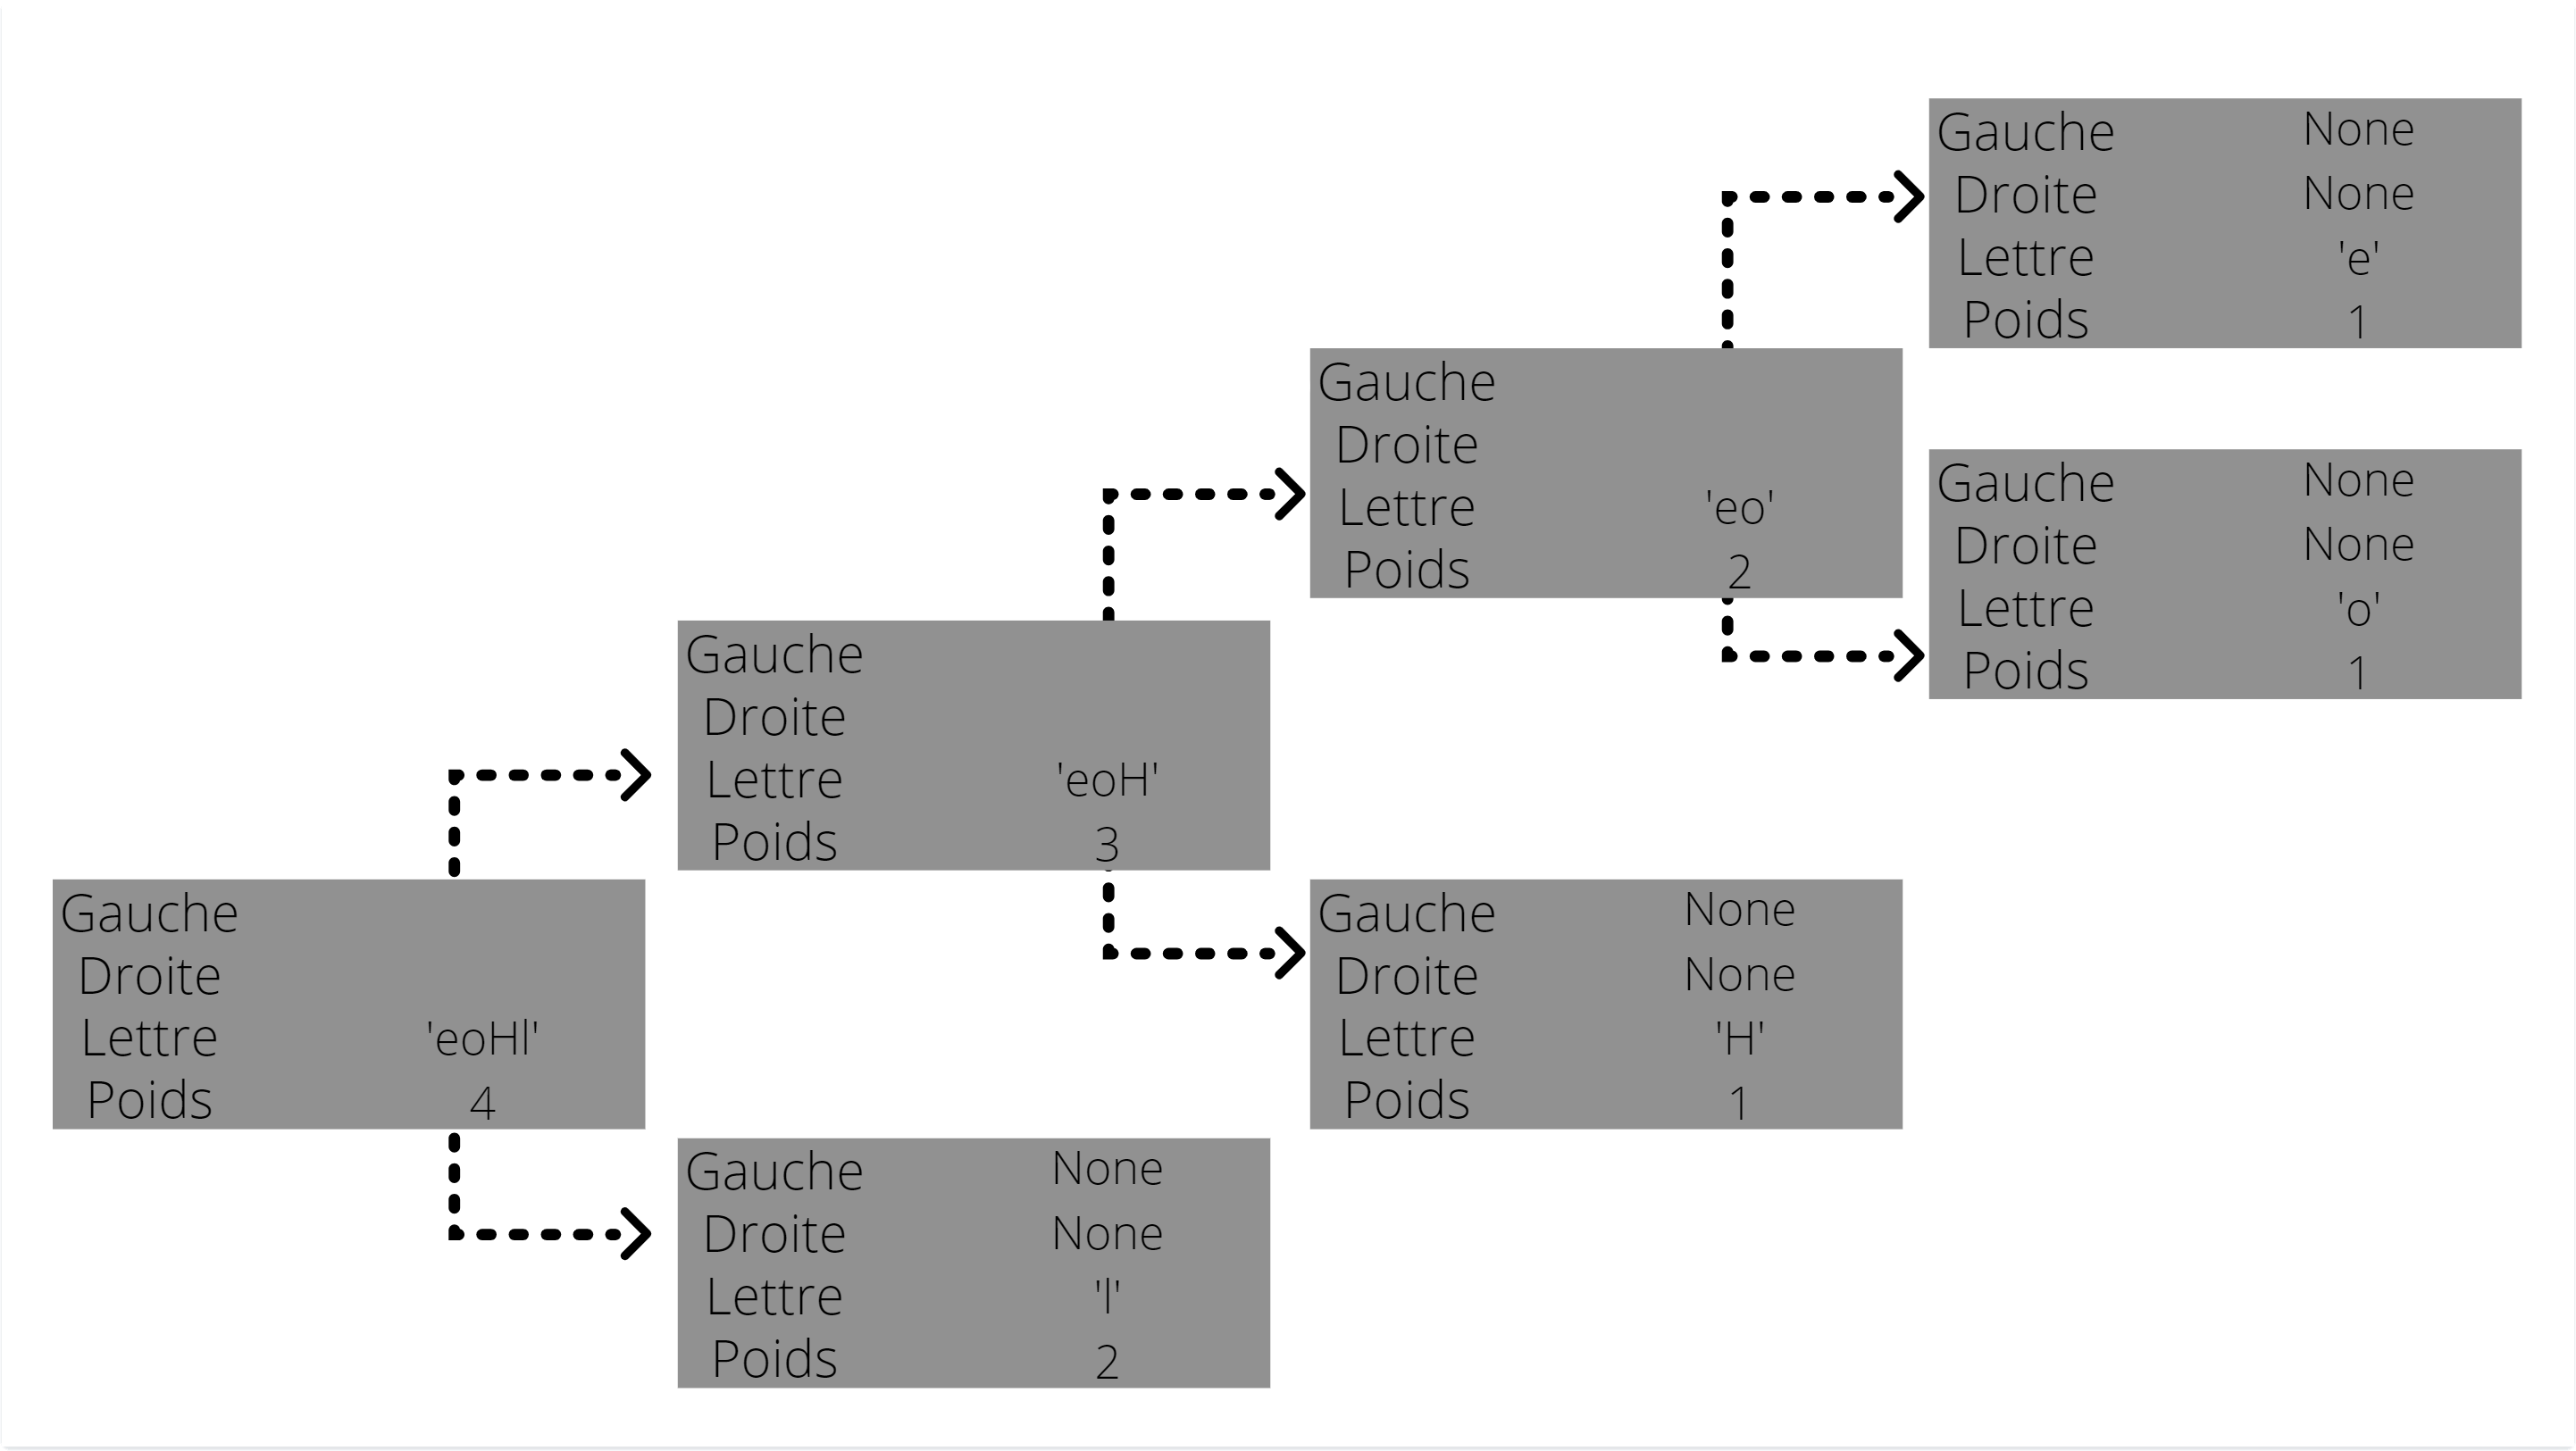 Gauche None
Droite None
Lettre 'e'
Poids 1
Gauche
Droite
Lettre 'eo'
Poids 2
Gauche None
Droite None
Lettre 'o'
Poids 1
Gauche
Droite
Lettre 'eoH'
Poids 3
Gauche
Droite
Lettre 'eoHl'
Poids 4
Gauche None
Droite None
Lettre 'H'
Poids 1
Gauche None
Droite None
Lettre 'l'
Poids 2